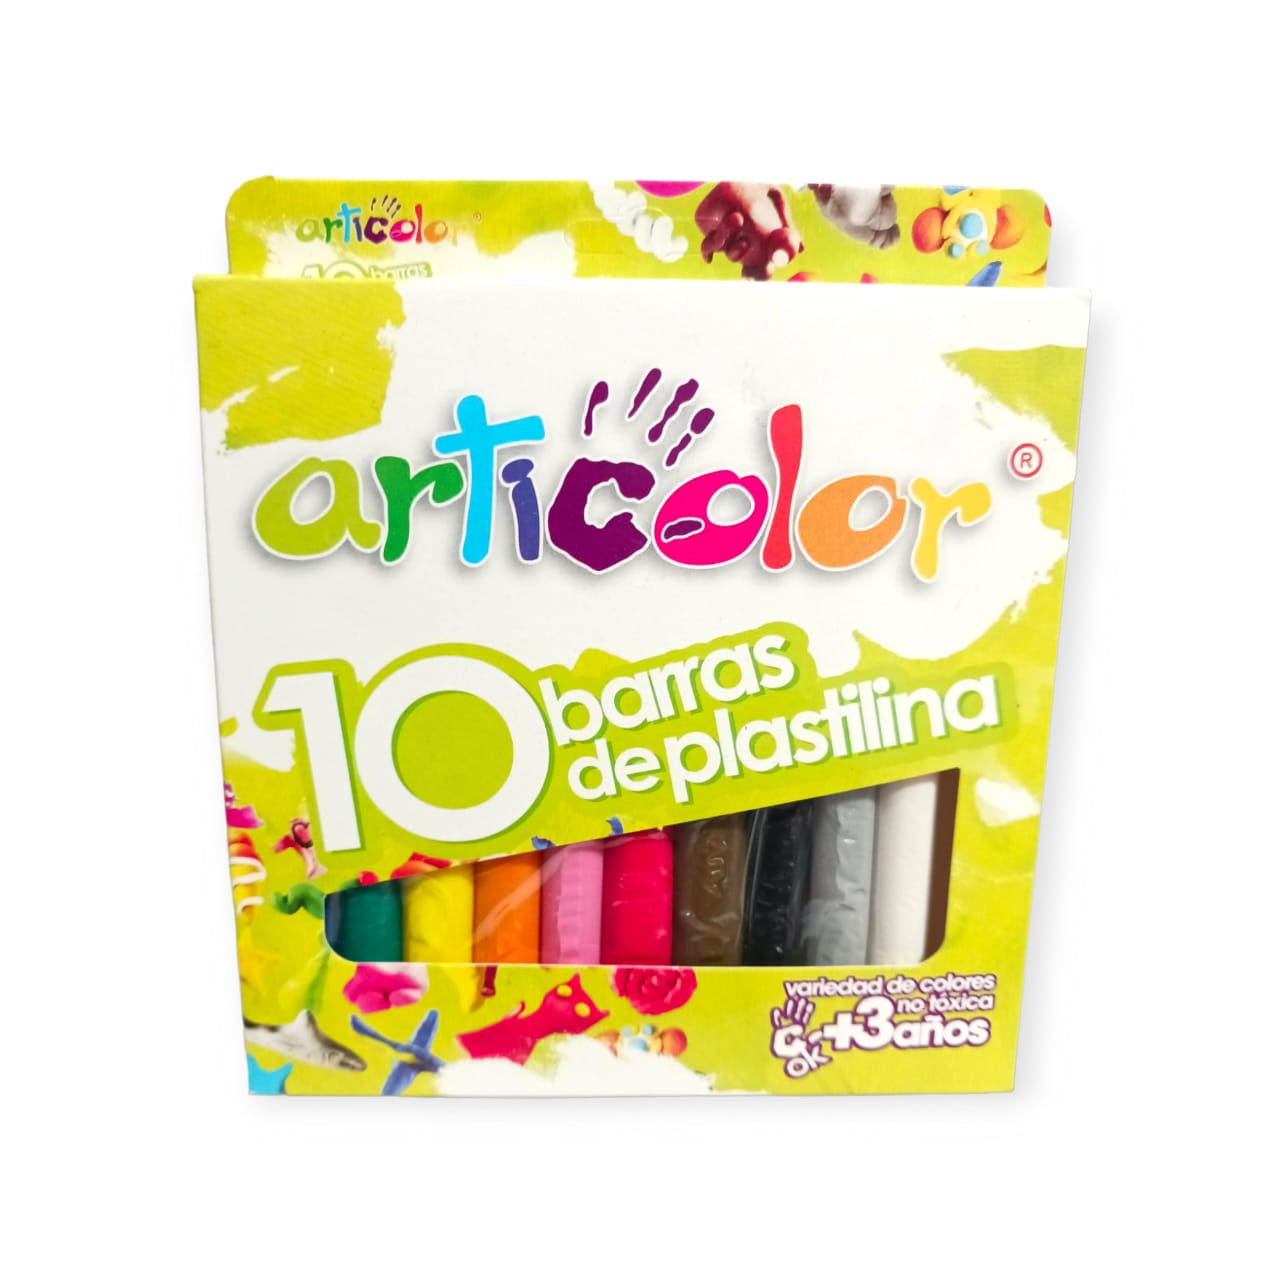 articolor
10 barras
articolor ®
10 barras
de plastilina
variedad de colores
no tóxica
+3 años
ok